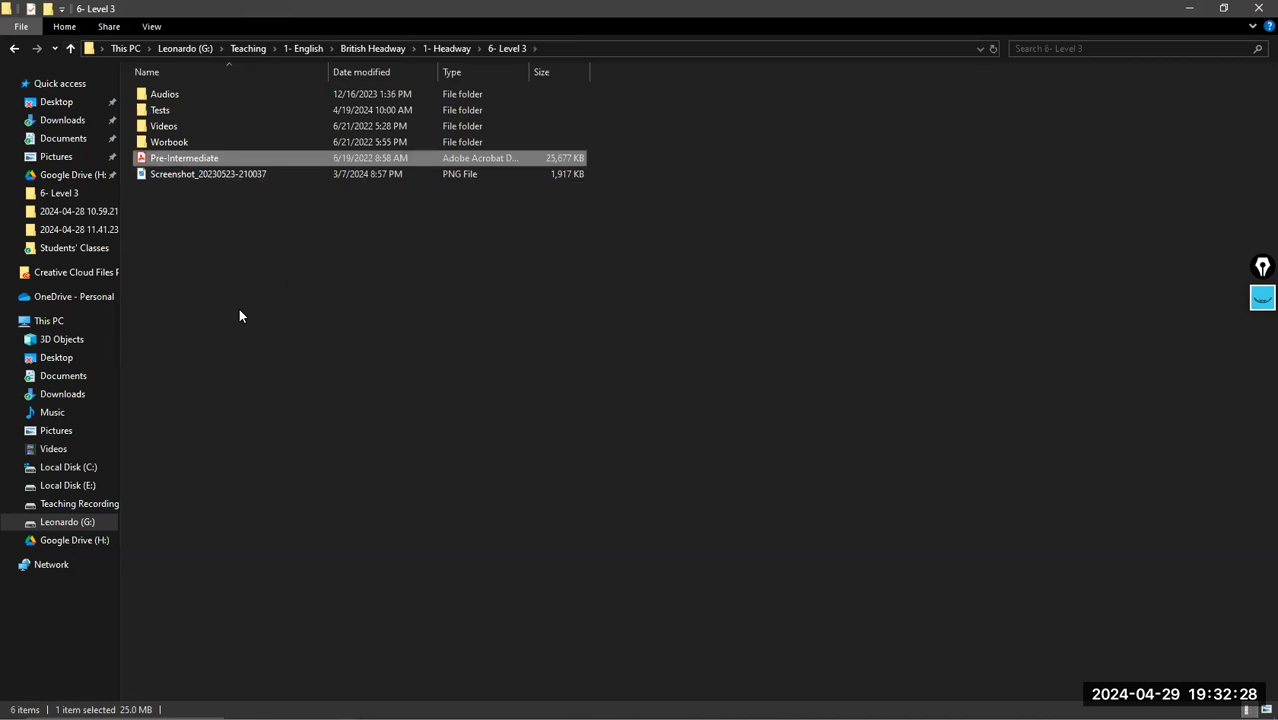 6- Level 3
File Home Share View
This PC Leonardo (G:) Teaching 1- English British Headway 1- Headway 6- Level 3 Search 6- Level 3
Name Date modified Type Size
Quick access
Desktop
Downloads
Documents
Pictures
Google Drive (H:
6- Level 3
2024-04-28 10.59.21
2024-04-28 11.41.23
Students' Classes
Creative Cloud Files P
OneDrive - Personal
This PC
3D Objects
Desktop
Documents
Downloads
Music
Pictures
Videos
Local Disk (C:)
Local Disk (E:)
Teaching Recording
Leonardo (G:)
Google Drive (H:)
Network
Audios 12/16/2023 1:36 PM File folder
Tests 4/19/2024 10:00 AM File folder
Videos 6/21/2022 5:28 PM File folder
Worbook 6/21/2022 5:55 PM File folder
Pre-Intermediate 6/19/2022 8:58 AM Adobe Acrobat D... 25,677 KB
Screenshot_20230523-210037 3/7/2024 8:57 PM PNG File 1,917 KB
2024-04-29 19:32:28
6 items 1 item selected 25.0 MB